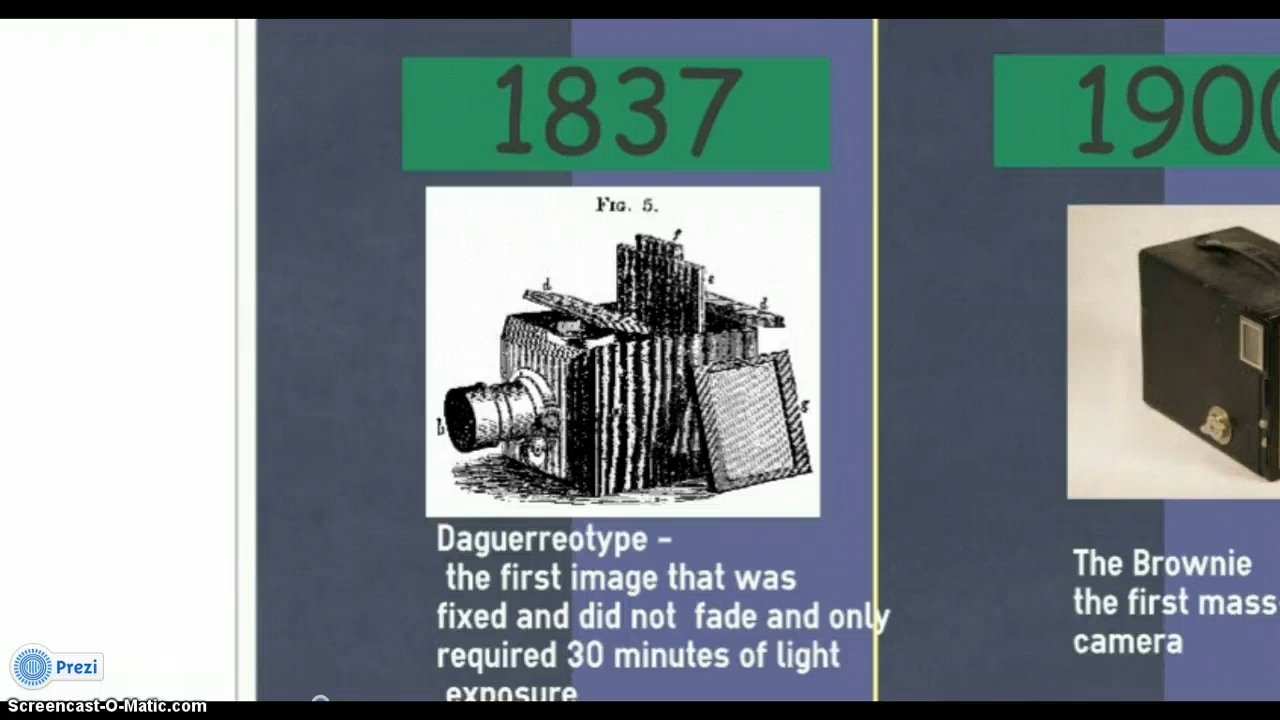 1837
FIG. 5.
f
d
e
d
g
b
Daguerreotype -
the first image that was
fixed and did not fade and only
required 30 minutes of light
exposure
1900
The Brownie
the first mass
camera
Prezi
Screencast-O-Matic.com